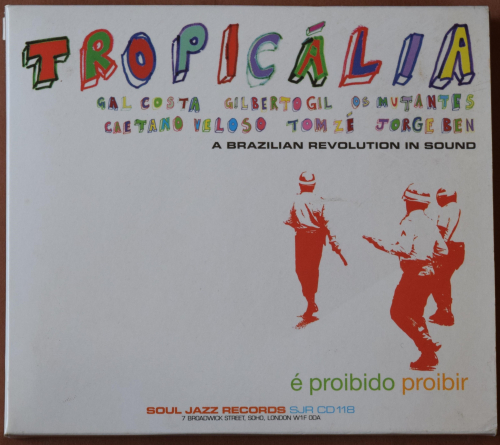 TROPICÁLIA
GAL COSTA GILBERTO GIL OS MUTANTES
CAETANO VELOSO TOM ZÉ JORGE BEN
A BRAZILIAN REVOLUTION IN SOUND
é proibido proibir
SOUL JAZZ RECORDS SJR CD118
7 BROADWICK STREET, SOHO, LONDON W1F 0DA